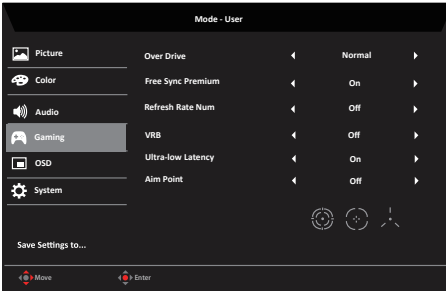 Mode - User
Picture
Color
Audio
Gaming
OSD
System
Over Drive Normal
Free Sync Premium On
Refresh Rate Num Off
VRB Off
Ultra-low Latency On
Aim Point Off
Save Settings to...
Move Enter